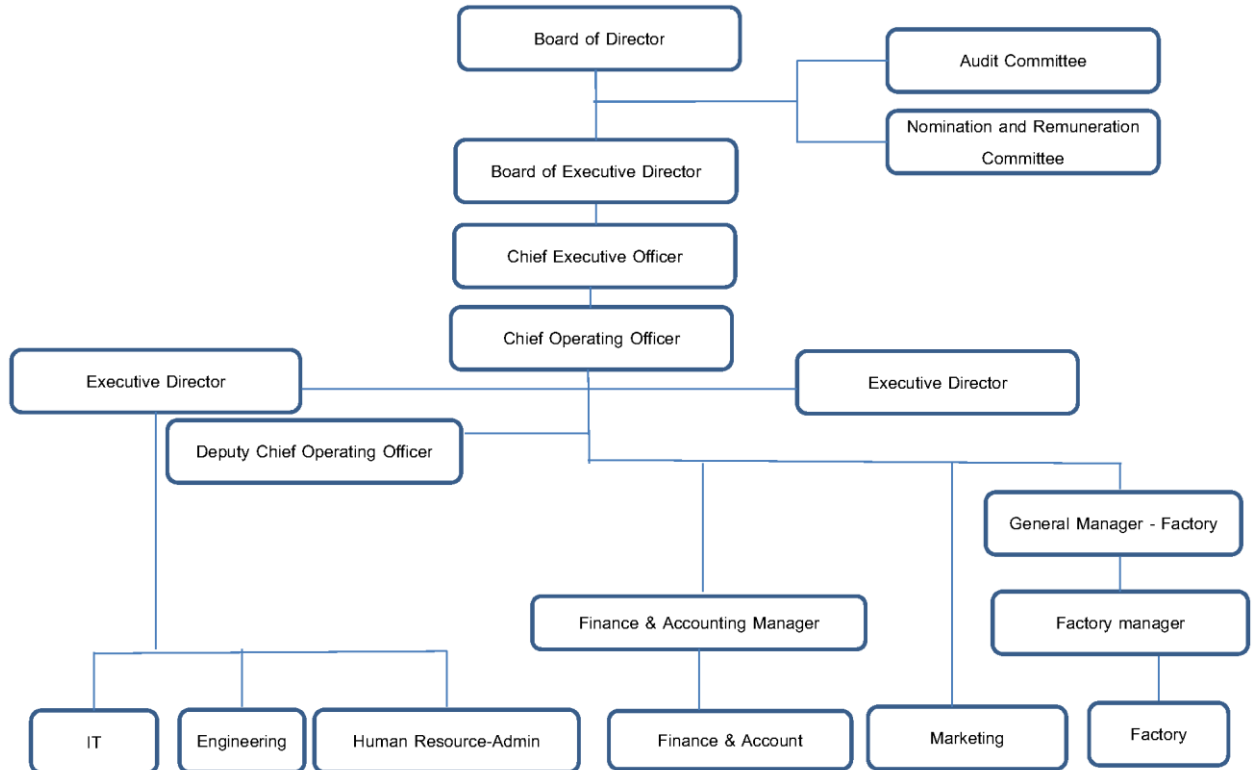 Board of Director
Audit Committee
Nomination and Remuneration
Committee
Board of Executive Director
Chief Executive Officer
Chief Operating Officer
Executive Director
Executive Director
Deputy Chief Operating Officer
General Manager - Factory
Finance & Accounting Manager
Factory manager
IT
Engineering
Human Resource-Admin
Finance & Account
Marketing
Factory